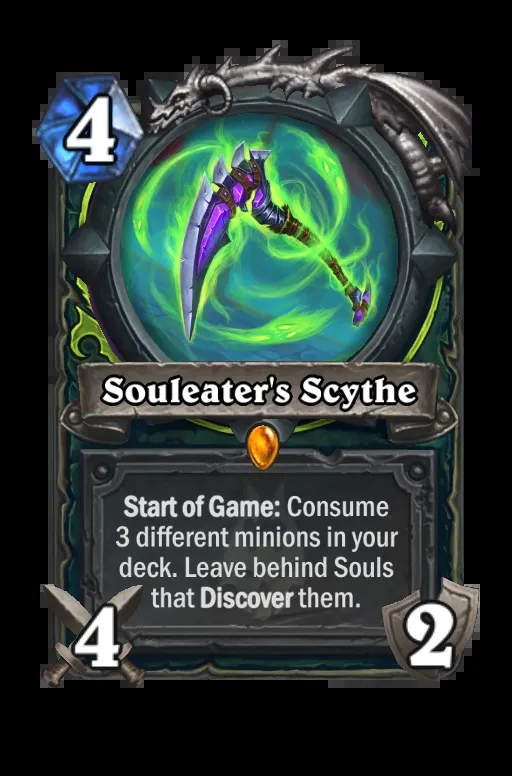 4
Souleater's Scythe
Start of Game: Consume
3 different minions in your
deck. Leave behind Souls
that Discover them.
4
2